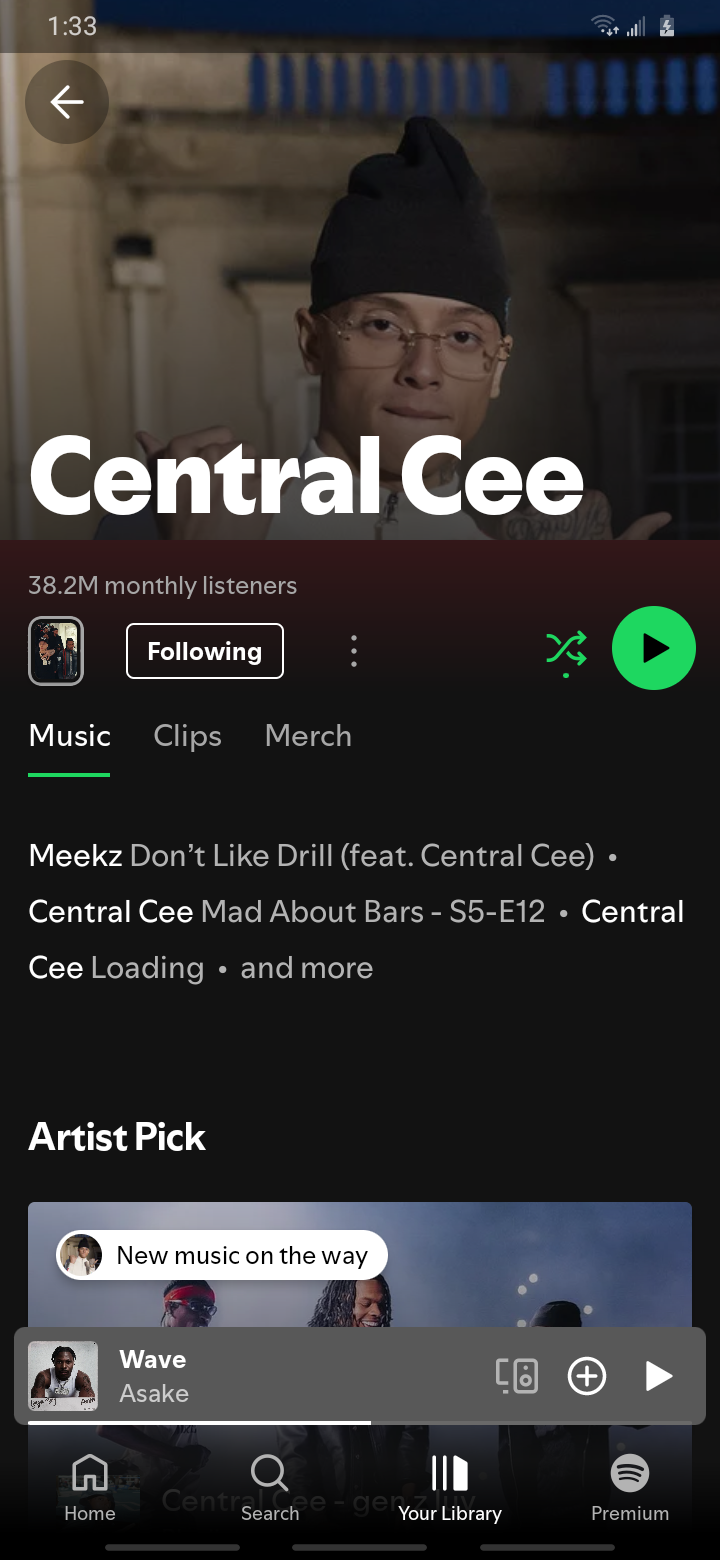 1:33
Central Cee
38.2M monthly listeners
Following
Music Clips Merch
Meekz Don’t Like Drill (feat. Central Cee) •
Central Cee Mad About Bars - S5-E12 • Central
Cee Loading • and more
Artist Pick
New music on the way
Wave
Asake
Central Cee - gen z luv
Home Search Your Library Premium